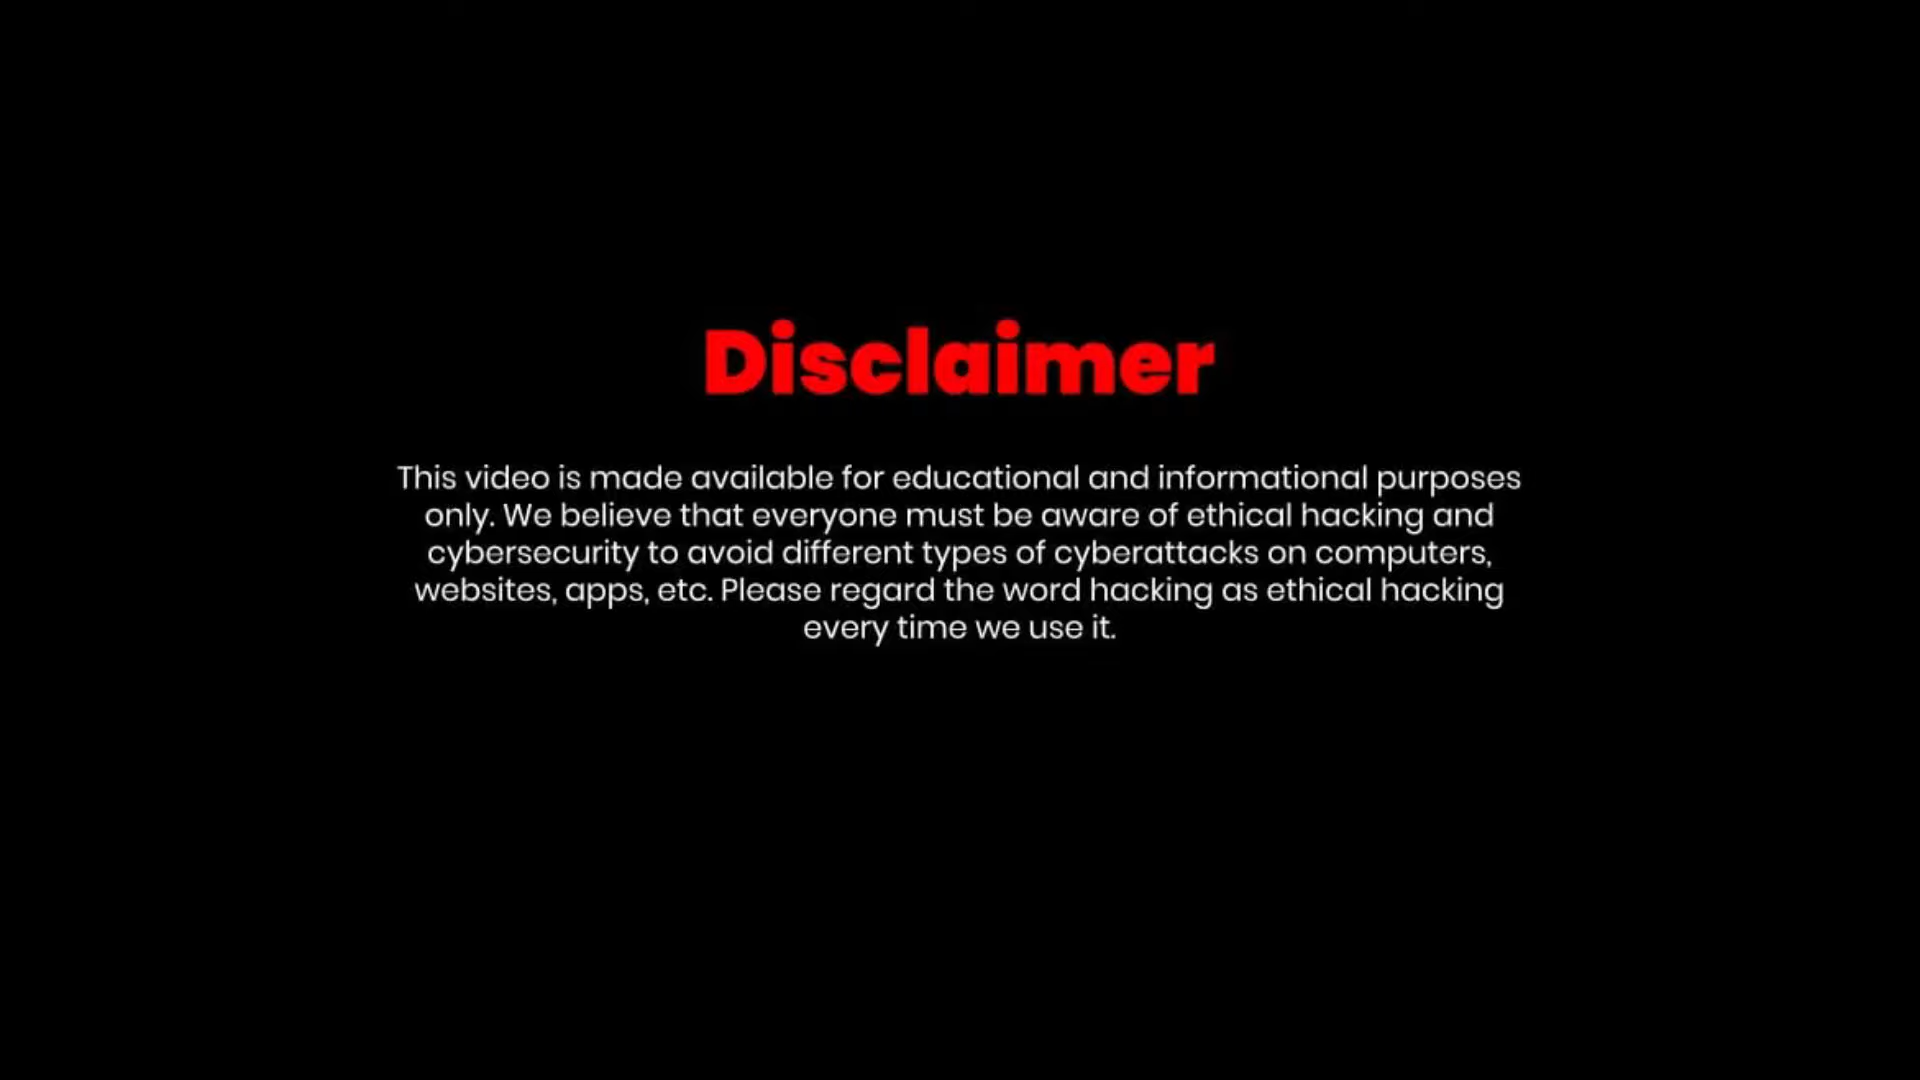 Disclaimer
This video is made available for educational and informational purposes
only. We believe that everyone must be aware of ethical hacking and
cybersecurity to avoid different types of cyberattacks on computers,
websites, apps, etc. Please regard the word hacking as ethical hacking
every time we use it.